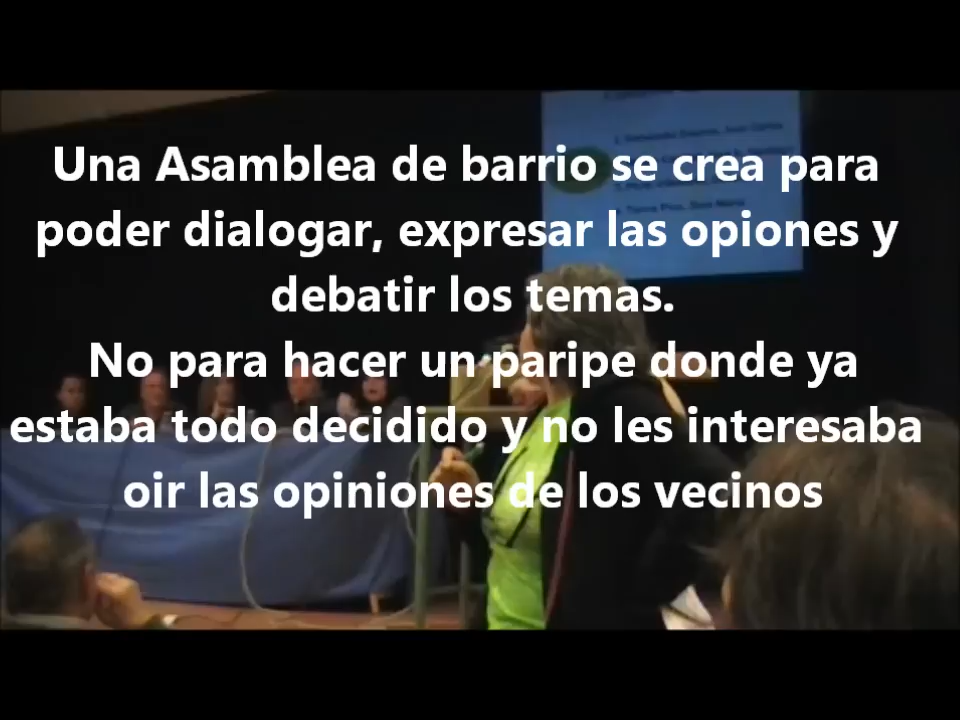 Una Asamblea de barrio se crea para
poder dialogar, expresar las opiones y
debatir los temas.
No para hacer un paripe donde ya
estaba todo decidido y no les interesaba
oir las opiniones de los vecinos